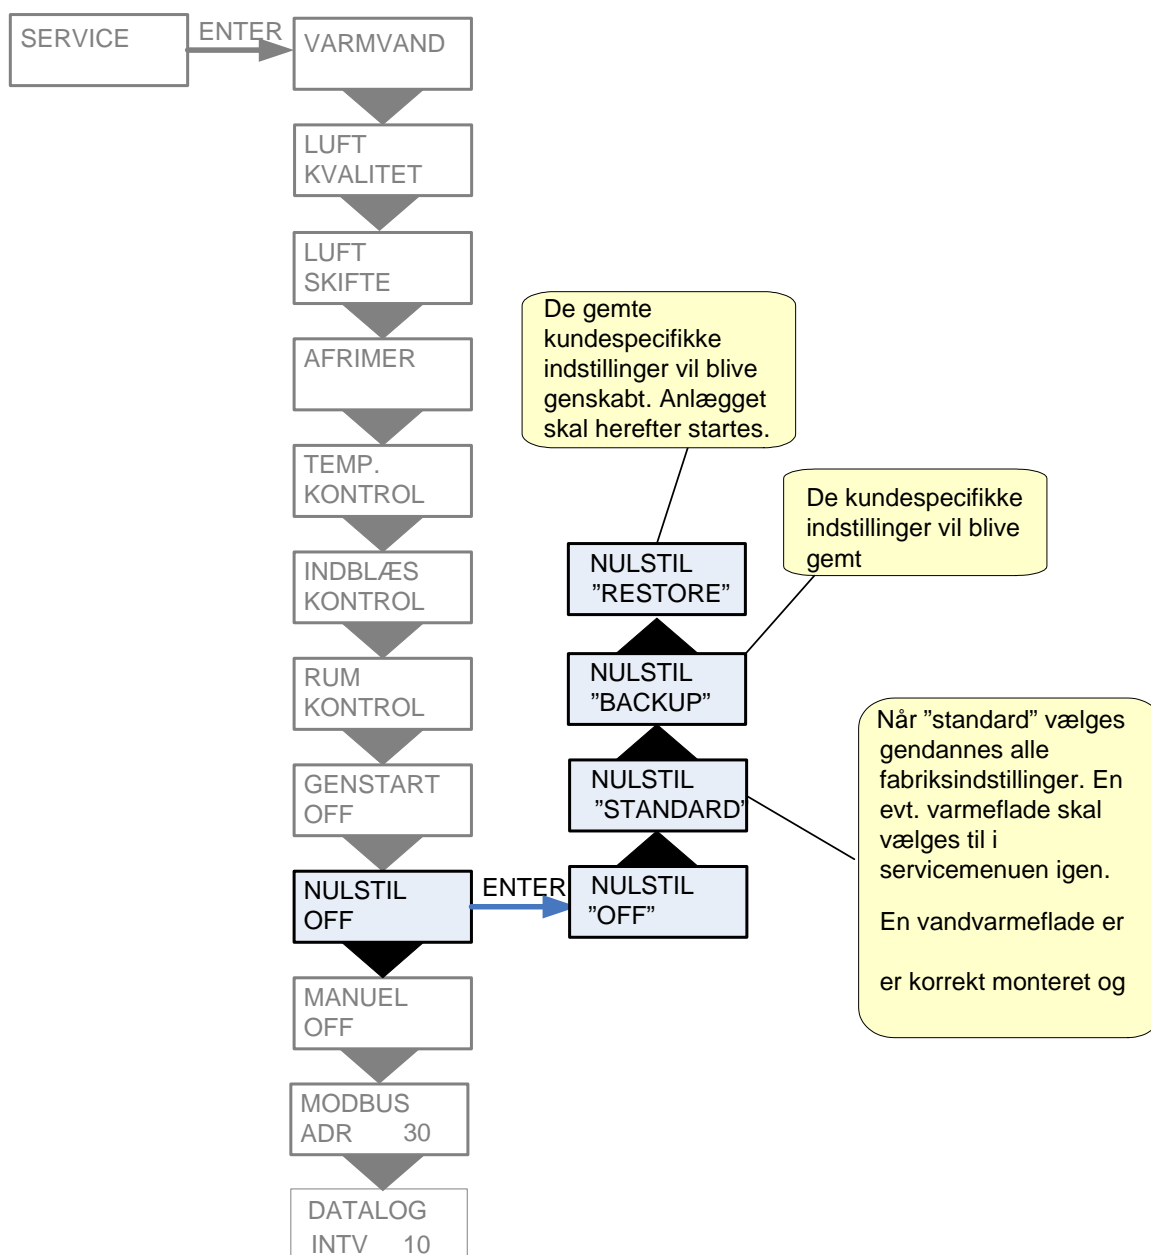 SERVICE
ENTER
VARMVAND
LUFT
KVALITET
LUFT
SKIFTE
AFRIMER
TEMP.
KONTROL
INDBLÆS
KONTROL
RUM
KONTROL
GENSTART
OFF
NULSTIL
OFF
MANUEL
OFF
MODBUS
ADR 30
DATALOG
INTV 10
ENTER
NULSTIL
"OFF"
NULSTIL
"STANDARD"
NULSTIL
"BACKUP"
NULSTIL
"RESTORE"
De gemte
kundespecifikke
indstillinger vil blive
genskabt. Anlægget
skal herefter startes.
De kundespecifikke
indstillinger vil blive
gemt
Når "standard" vælges
gendannes alle
fabriksindstillinger. En
evt. varmeflade skal
vælges til i
servicemenuen igen.
En vandvarmeflade er
er korrekt monteret og